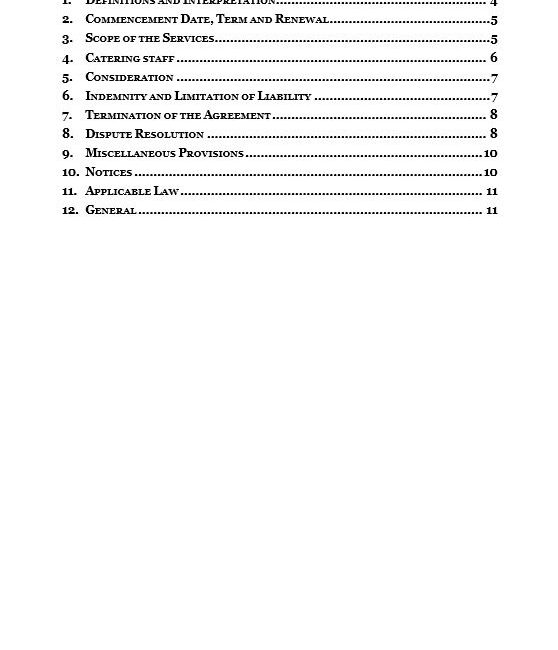 1. Definitions and Interpretation 4
2. Commencement Date, Term and Renewal 5
3. Scope of the Services 5
4. Catering staff 6
5. Consideration 7
6. Indemnity and Limitation of Liability 7
7. Termination of the Agreement 8
8. Dispute Resolution 8
9. Miscellaneous Provisions 10
10. Notices 10
11. Applicable Law 11
12. General 11